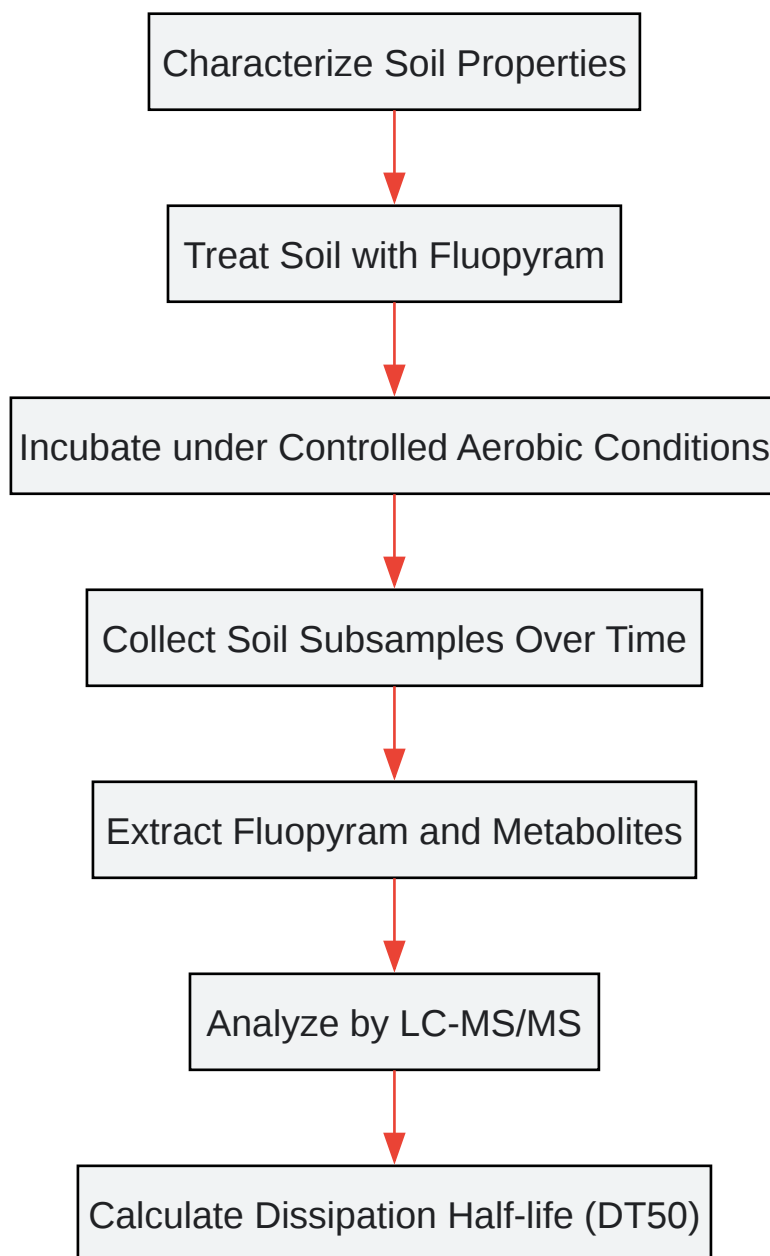 Characterize Soil Properties
Treat Soil with Fluopyram
Incubate under Controlled Aerobic Conditions
Collect Soil Subsamples Over Time
Extract Fluopyram and Metabolites
Analyze by LC-MS/MS
Calculate Dissipation Half-life (DT50)